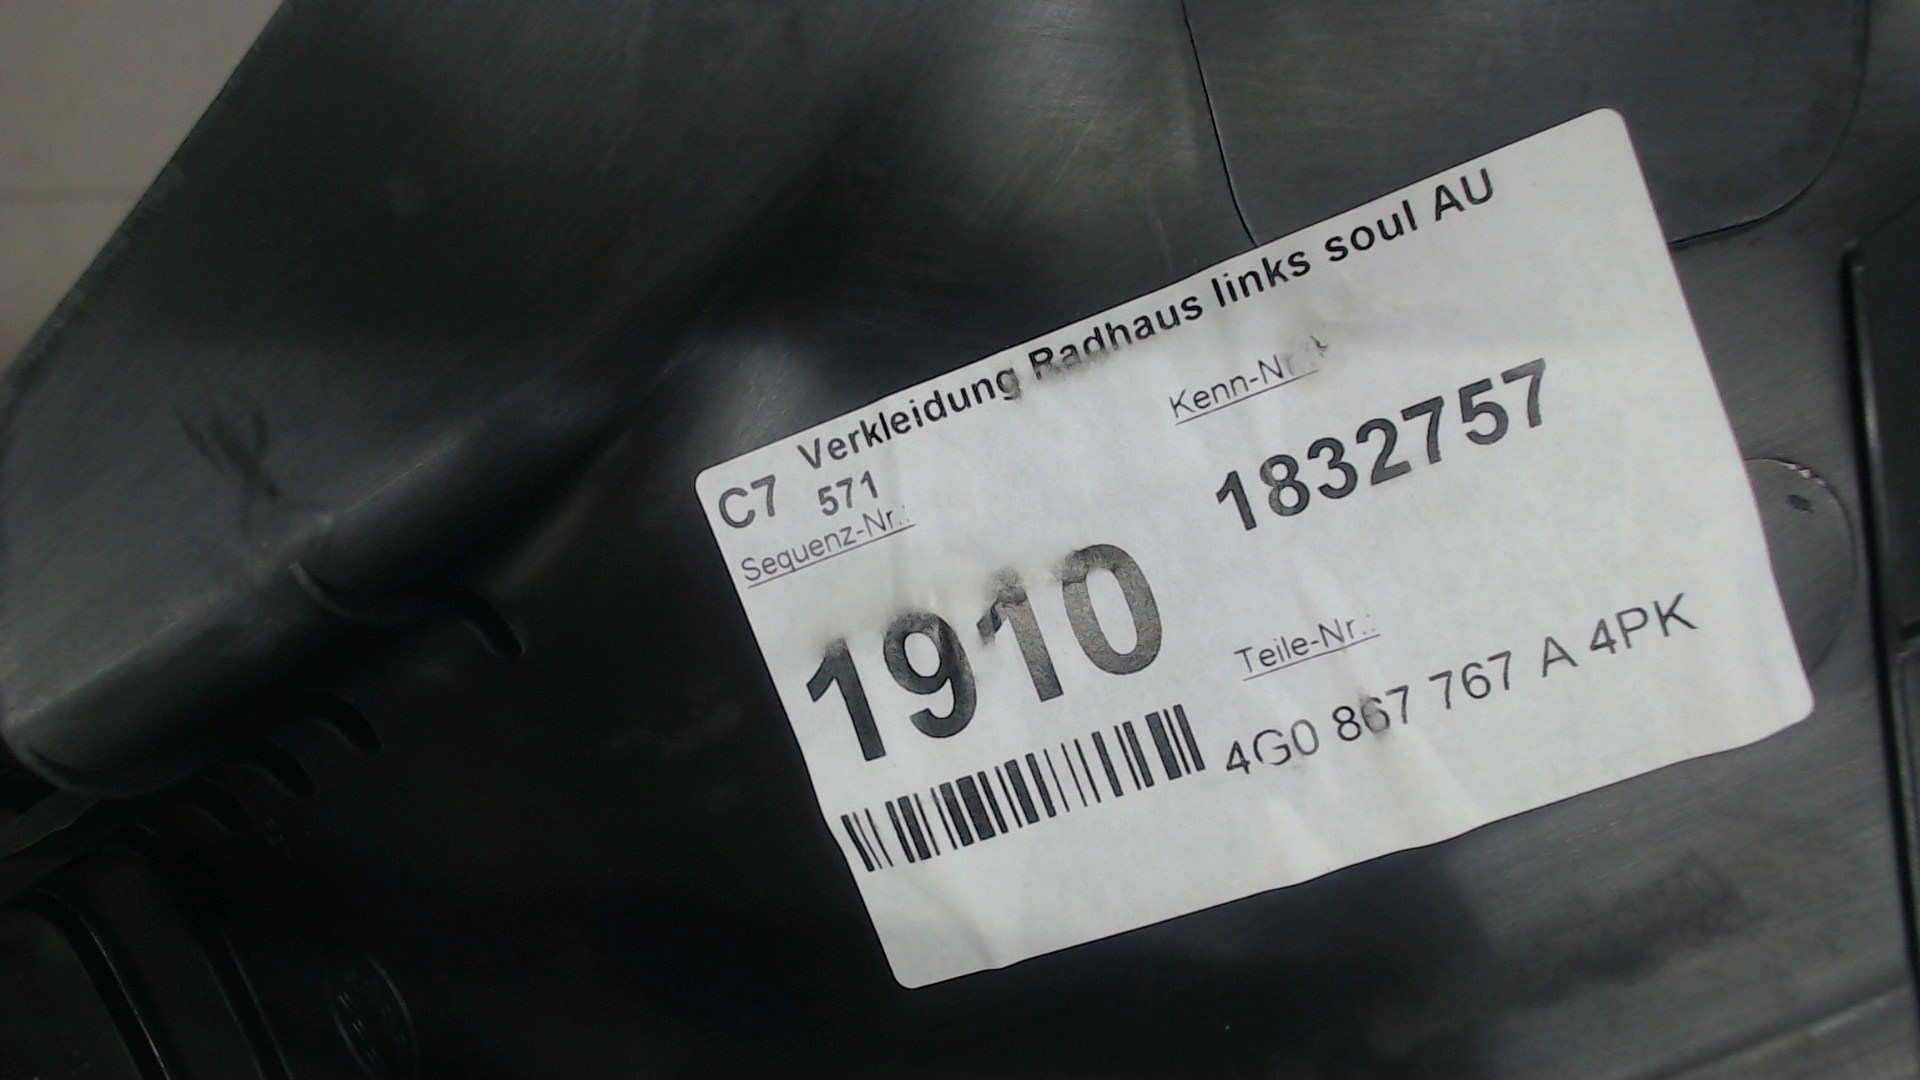 C7 Verkleidung Radhaus links soul AU
571
Sequenz-Nr.:
Kenn-Nr.:
1910
1832757
Teile-Nr.:
4G0 867 767 A 4PK